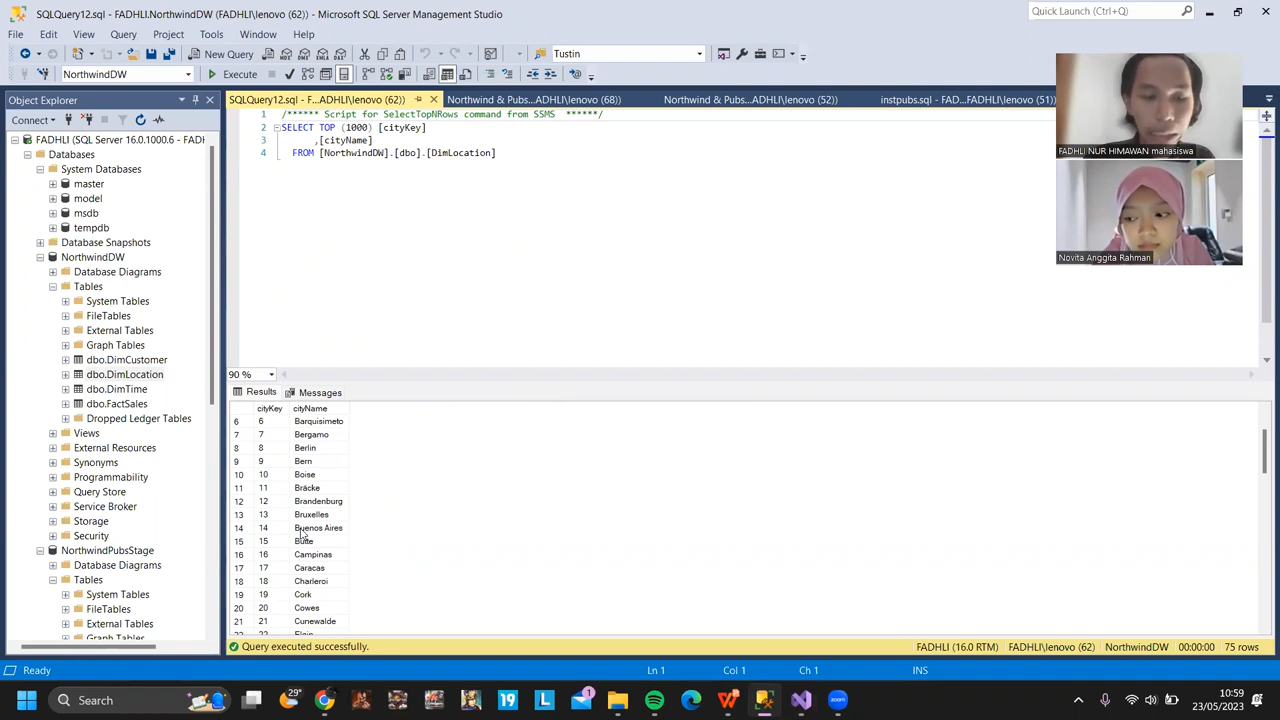 SQLQuery12.sql - FADHLI.NorthwindDW (FADHLI\lenovo (62)) - Microsoft SQL Server Management Studio
Quick Launch (Ctrl+Q)
File Edit View Query Project Tools Window Help
New Query
Tustin
NorthwindDW
Execute
Object Explorer
SQLQuery12.sql - F...ADHLI\lenovo (62))
Northwind & Pubs...ADHLI\lenovo (68))
Northwind & Pubs...ADHLI\lenovo (52))
instpubs.sql - FAD...FADHLI\lenovo (51))
Connect
FADHLI (SQL Server 16.0.1000.6 - FADH
Databases
System Databases
master
model
msdb
tempdb
Database Snapshots
NorthwindDW
Database Diagrams
Tables
System Tables
FileTables
External Tables
Graph Tables
dbo.DimCustomer
dbo.DimLocation
dbo.DimTime
dbo.FactSales
Dropped Ledger Tables
Views
External Resources
Synonyms
Programmability
Query Store
Service Broker
Storage
Security
NorthwindPubsStage
Database Diagrams
Tables
System Tables
FileTables
External Tables
Graph Tables
1 /****** Script for SelectTopNRows command from SSMS ******/
2 SELECT TOP (1000) [cityKey]
3 ,[cityName]
4 FROM [NorthwindDW].[dbo].[DimLocation]
FADHLI NUR HIMAWAN mahasiswa
Novita Anggita Rahman
90 %
Results Messages
cityKey cityName
6 6 Barquisimeto
7 7 Bergamo
8 8 Berlin
9 9 Bern
10 10 Boise
11 11 Bräcke
12 12 Brandenburg
13 13 Bruxelles
14 14 Buenos Aires
15 15 Butte
16 16 Campinas
17 17 Caracas
18 18 Charleroi
19 19 Cork
20 20 Cowes
21 21 Cunewalde
22 22 Elgin
Query executed successfully.
FADHLI (16.0 RTM) FADHLI\lenovo (62) NorthwindDW 00:00:00 75 rows
Ready
Ln 1 Col 1 Ch 1 INS
Search
29°
19
L
1
10:59
23/05/2023